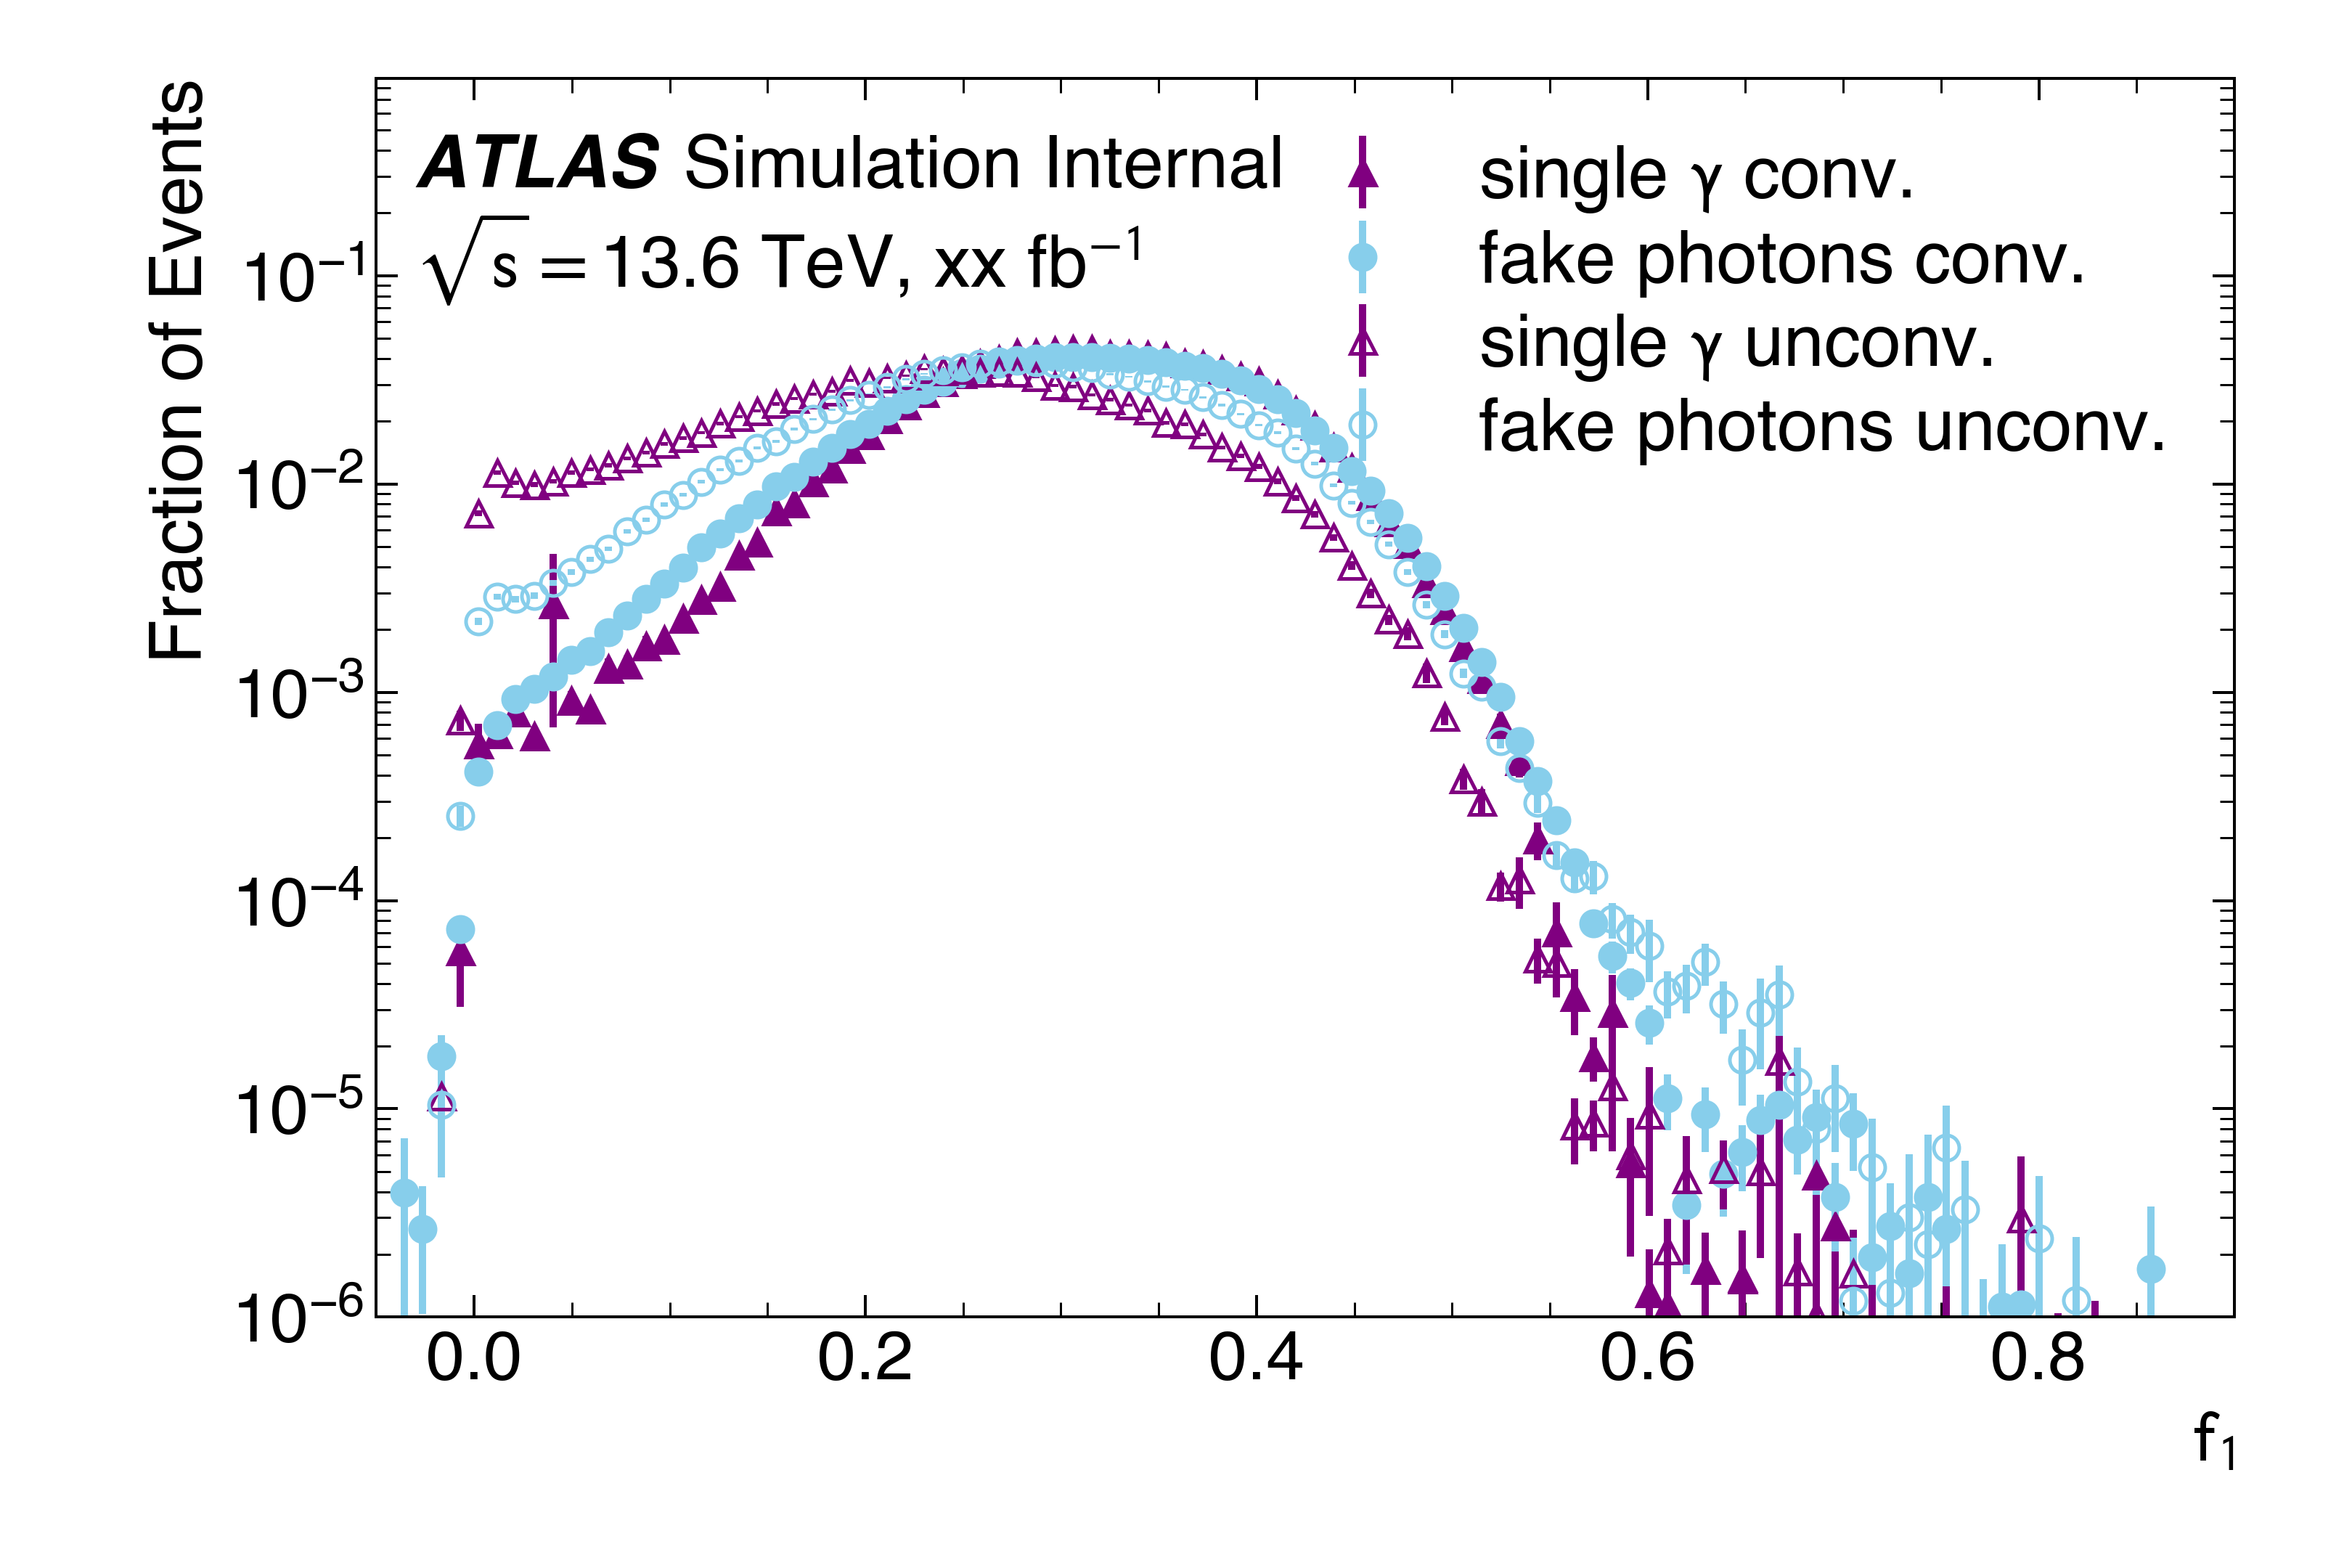 Fraction of Events
ATLAS Simulation Internal
√s = 13.6 TeV, xx fb⁻¹
single γ conv.
fake photons conv.
single γ unconv.
fake photons unconv.
10⁻¹
10⁻²
10⁻³
10⁻⁴
10⁻⁵
10⁻⁶
0.0 0.2 0.4 0.6 0.8
f₁